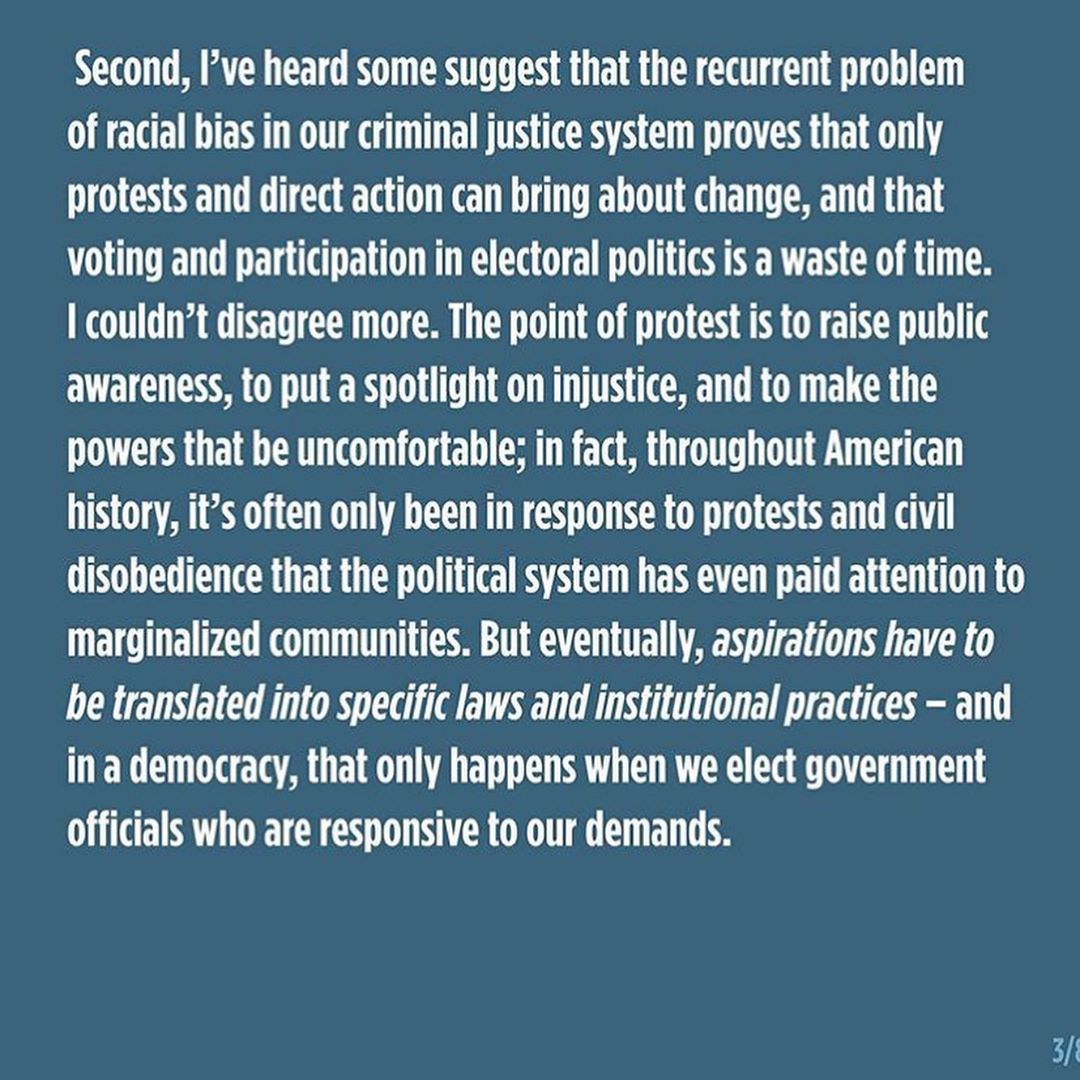 Second, I’ve heard some suggest that the recurrent problem
of racial bias in our criminal justice system proves that only
protests and direct action can bring about change, and that
voting and participation in electoral politics is a waste of time.
I couldn’t disagree more. The point of protest is to raise public
awareness, to put a spotlight on injustice, and to make the
powers that be uncomfortable; in fact, throughout American
history, it’s often only been in response to protests and civil
disobedience that the political system has even paid attention to
marginalized communities. But eventually, aspirations have to
be translated into specific laws and institutional practices – and
in a democracy, that only happens when we elect government
officials who are responsive to our demands.
3/8